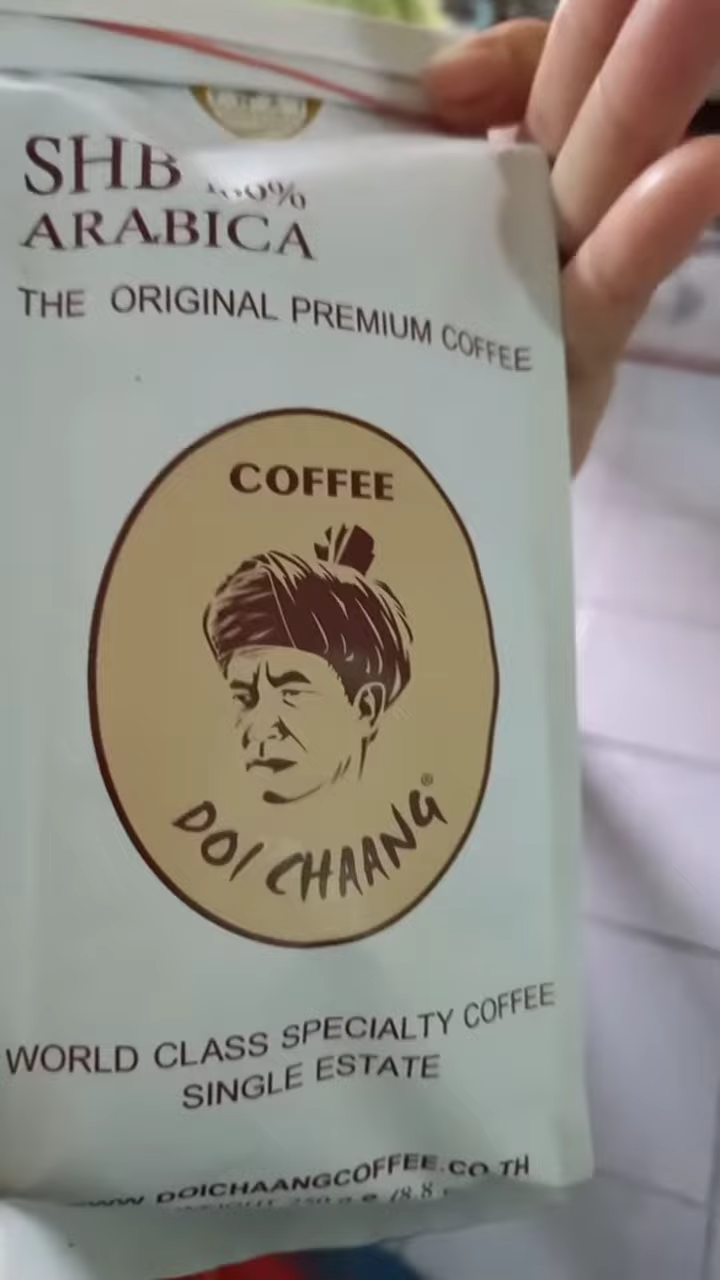 SHB 100%
ARABICA
THE ORIGINAL PREMIUM COFFEE
COFFEE
DOI CHAANG®
WORLD CLASS SPECIALTY COFFEE
SINGLE ESTATE
WWW DOICHAANGCOFFEE.CO.TH